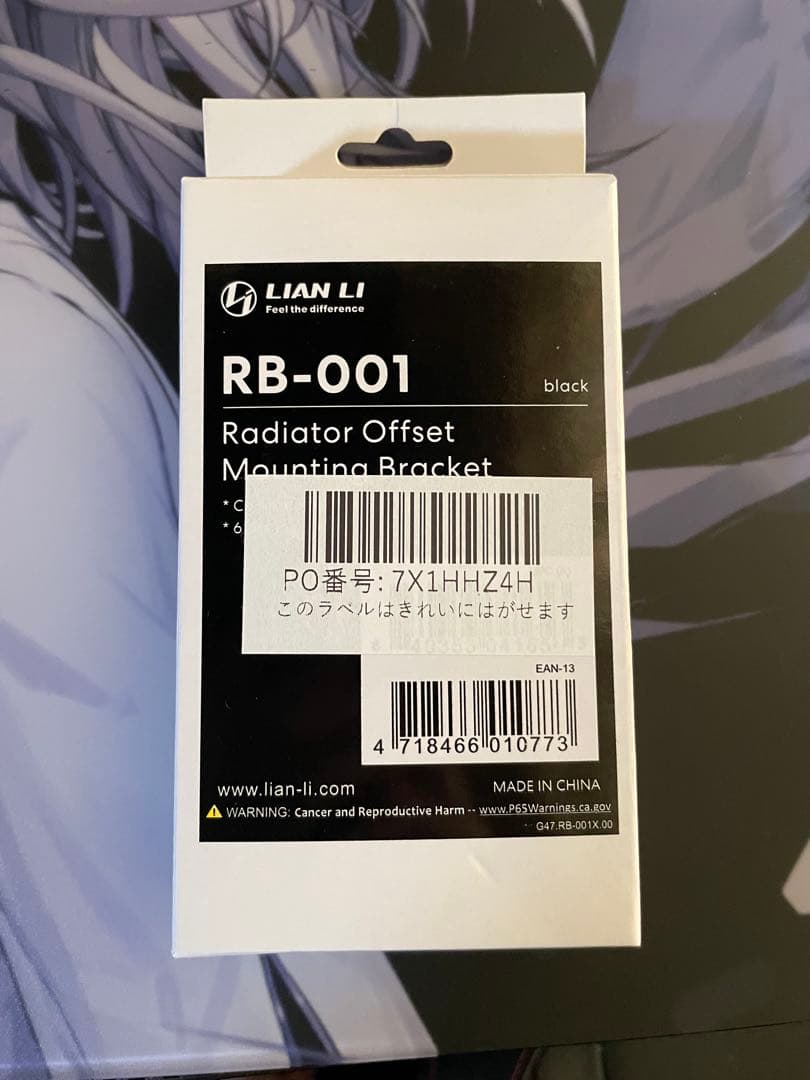 LIAN LI
Feel the difference
RB-001
black
Radiator Offset
Mounting Bracket
* C
* 6
PO番号: 7X1HHZ4H
このラベルはきれいにはがせます
EAN-13
4 718466 010773
www.lian-li.com
MADE IN CHINA
WARNING: Cancer and Reproductive Harm -- www.P65Warnings.ca.gov
G47.RB-001X.00